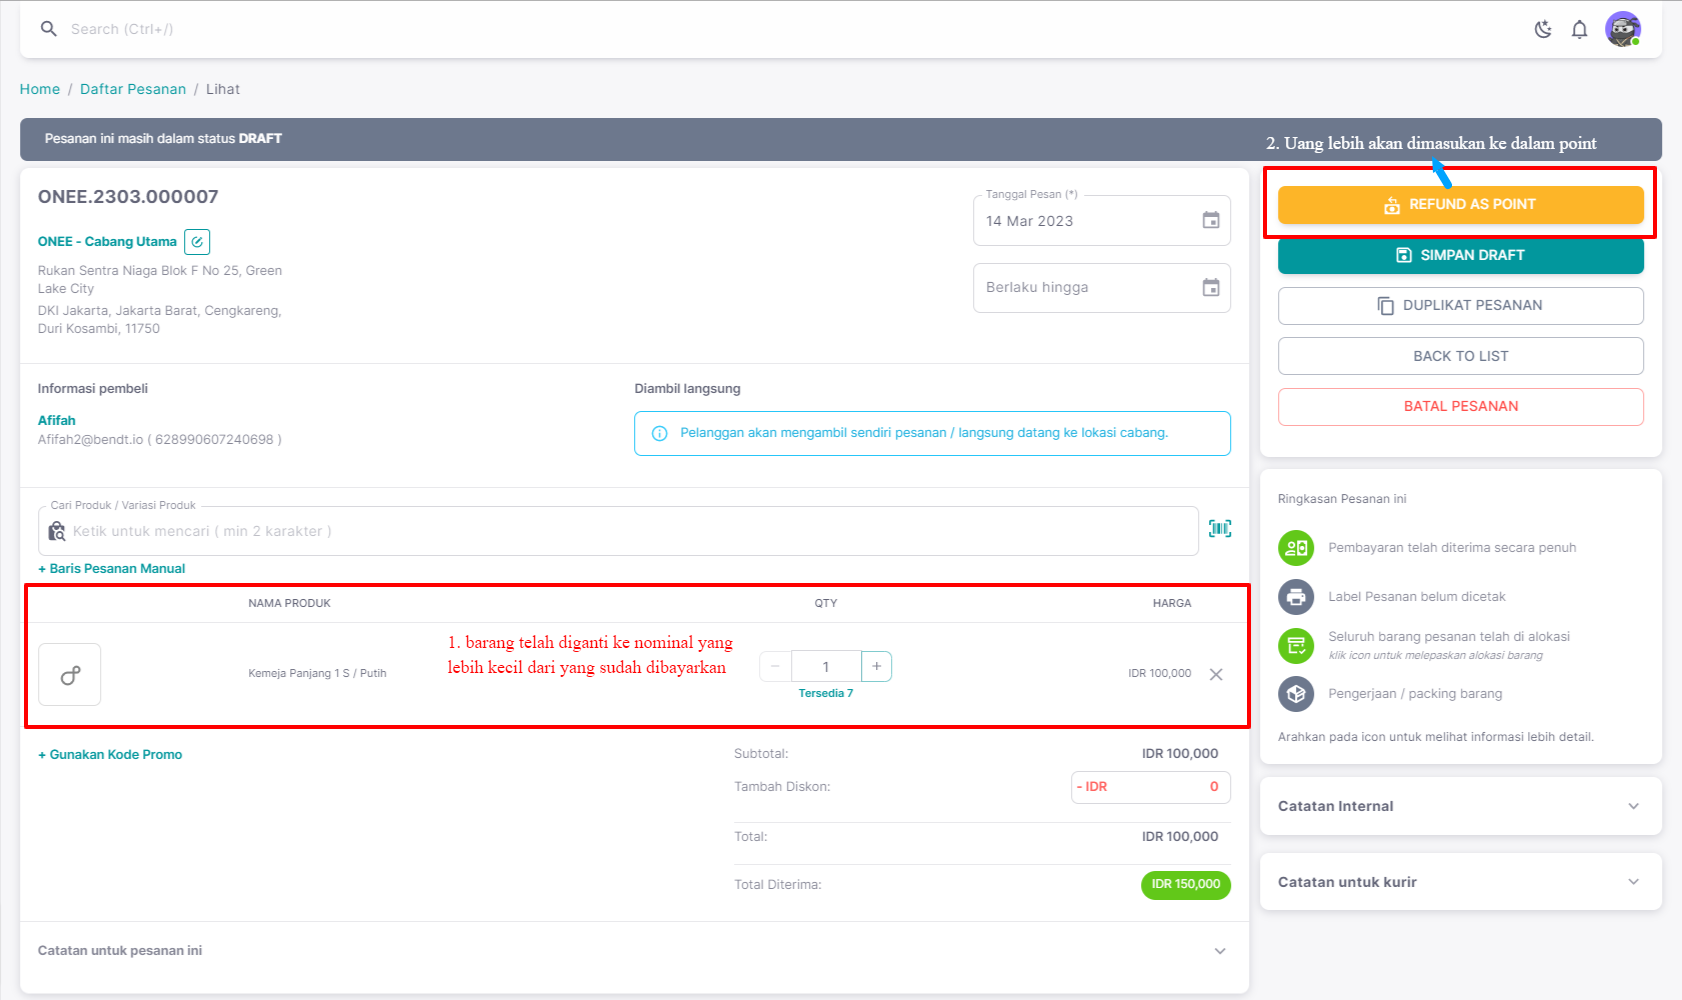 Search (Ctrl+/)
Home / Daftar Pesanan / Lihat
Pesanan ini masih dalam status DRAFT
2. Uang lebih akan dimasukan ke dalam point
ONEE.2303.000007
ONEE - Cabang Utama
Rukan Sentra Niaga Blok F No 25, Green
Lake City
DKI Jakarta, Jakarta Barat, Cengkareng,
Duri Kosambi, 11750
Tanggal Pesan (*)
14 Mar 2023
Berlaku hingga
REFUND AS POINT
SIMPAN DRAFT
DUPLIKAT PESANAN
BACK TO LIST
BATAL PESANAN
Informasi pembeli
Afifah
Afifah2@bendt.io ( 628990607240698 )
Diambil langsung
Pelanggan akan mengambil sendiri pesanan / langsung datang ke lokasi cabang.
Cari Produk / Variasi Produk
Ketik untuk mencari ( min 2 karakter )
+ Baris Pesanan Manual
NAMA PRODUK QTY HARGA
1. barang telah diganti ke nominal yang
lebih kecil dari yang sudah dibayarkan
Kemeja Panjang 1 S / Putih
− 1 +
Tersedia 7
IDR 100,000
+ Gunakan Kode Promo
Subtotal: IDR 100,000
Tambah Diskon: - IDR 0
Total: IDR 100,000
Total Diterima: IDR 150,000
Catatan untuk pesanan ini
Ringkasan Pesanan ini
Pembayaran telah diterima secara penuh
Label Pesanan belum dicetak
Seluruh barang pesanan telah di alokasi
klik icon untuk melepaskan alokasi barang
Pengerjaan / packing barang
Arahkan pada icon untuk melihat informasi lebih detail.
Catatan Internal
Catatan untuk kurir